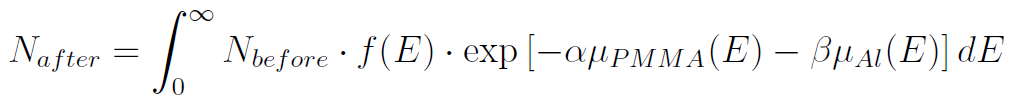 N_{after} = \int_0^\infty N_{before} \cdot f(E) \cdot \exp\left[-\alpha\mu_{PMMA}(E) - \beta\mu_{Al}(E)\right] dE